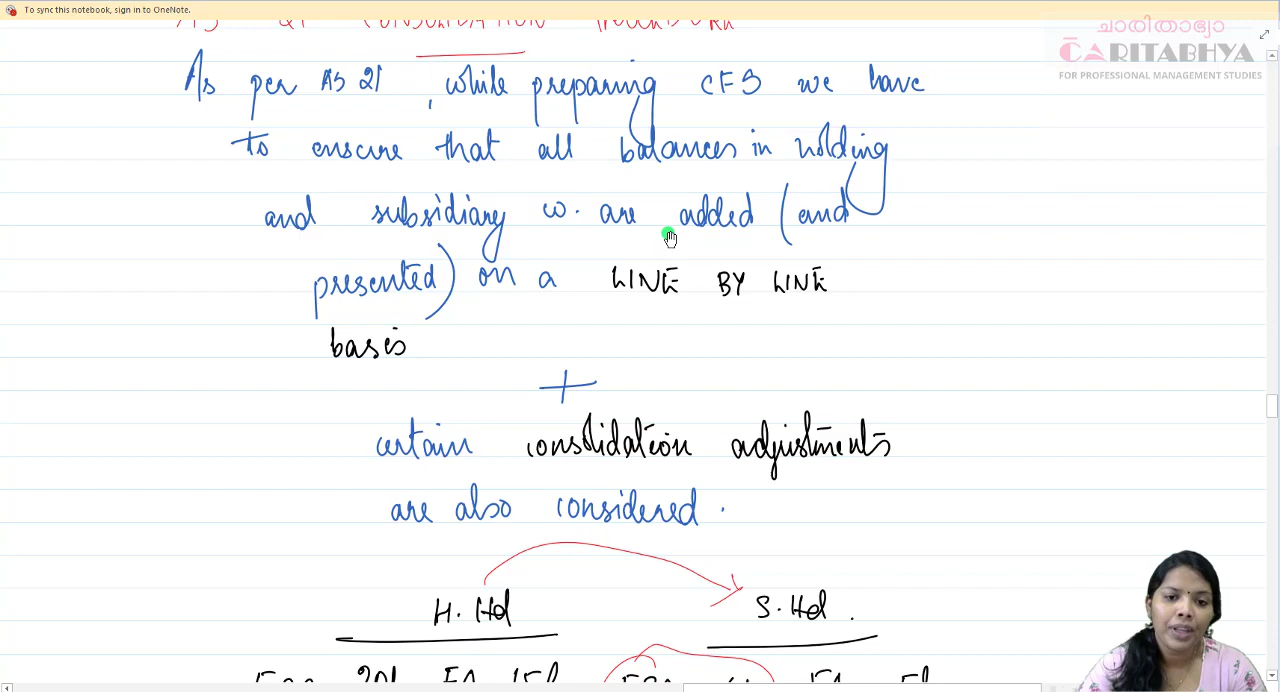 To sync this notebook, sign in to OneNote.
ചാരിതാഭ്യാ
CARITABHYA
FOR PROFESSIONAL MANAGEMENT STUDIES
As per AS 21, while preparing CFS we have
to ensure that all balances in holding
and subsidiary co. are added (and
presented) on a LINE BY LINE
basis
+
certain consolidation adjustments
are also considered.
H. Ltd S. Ltd.